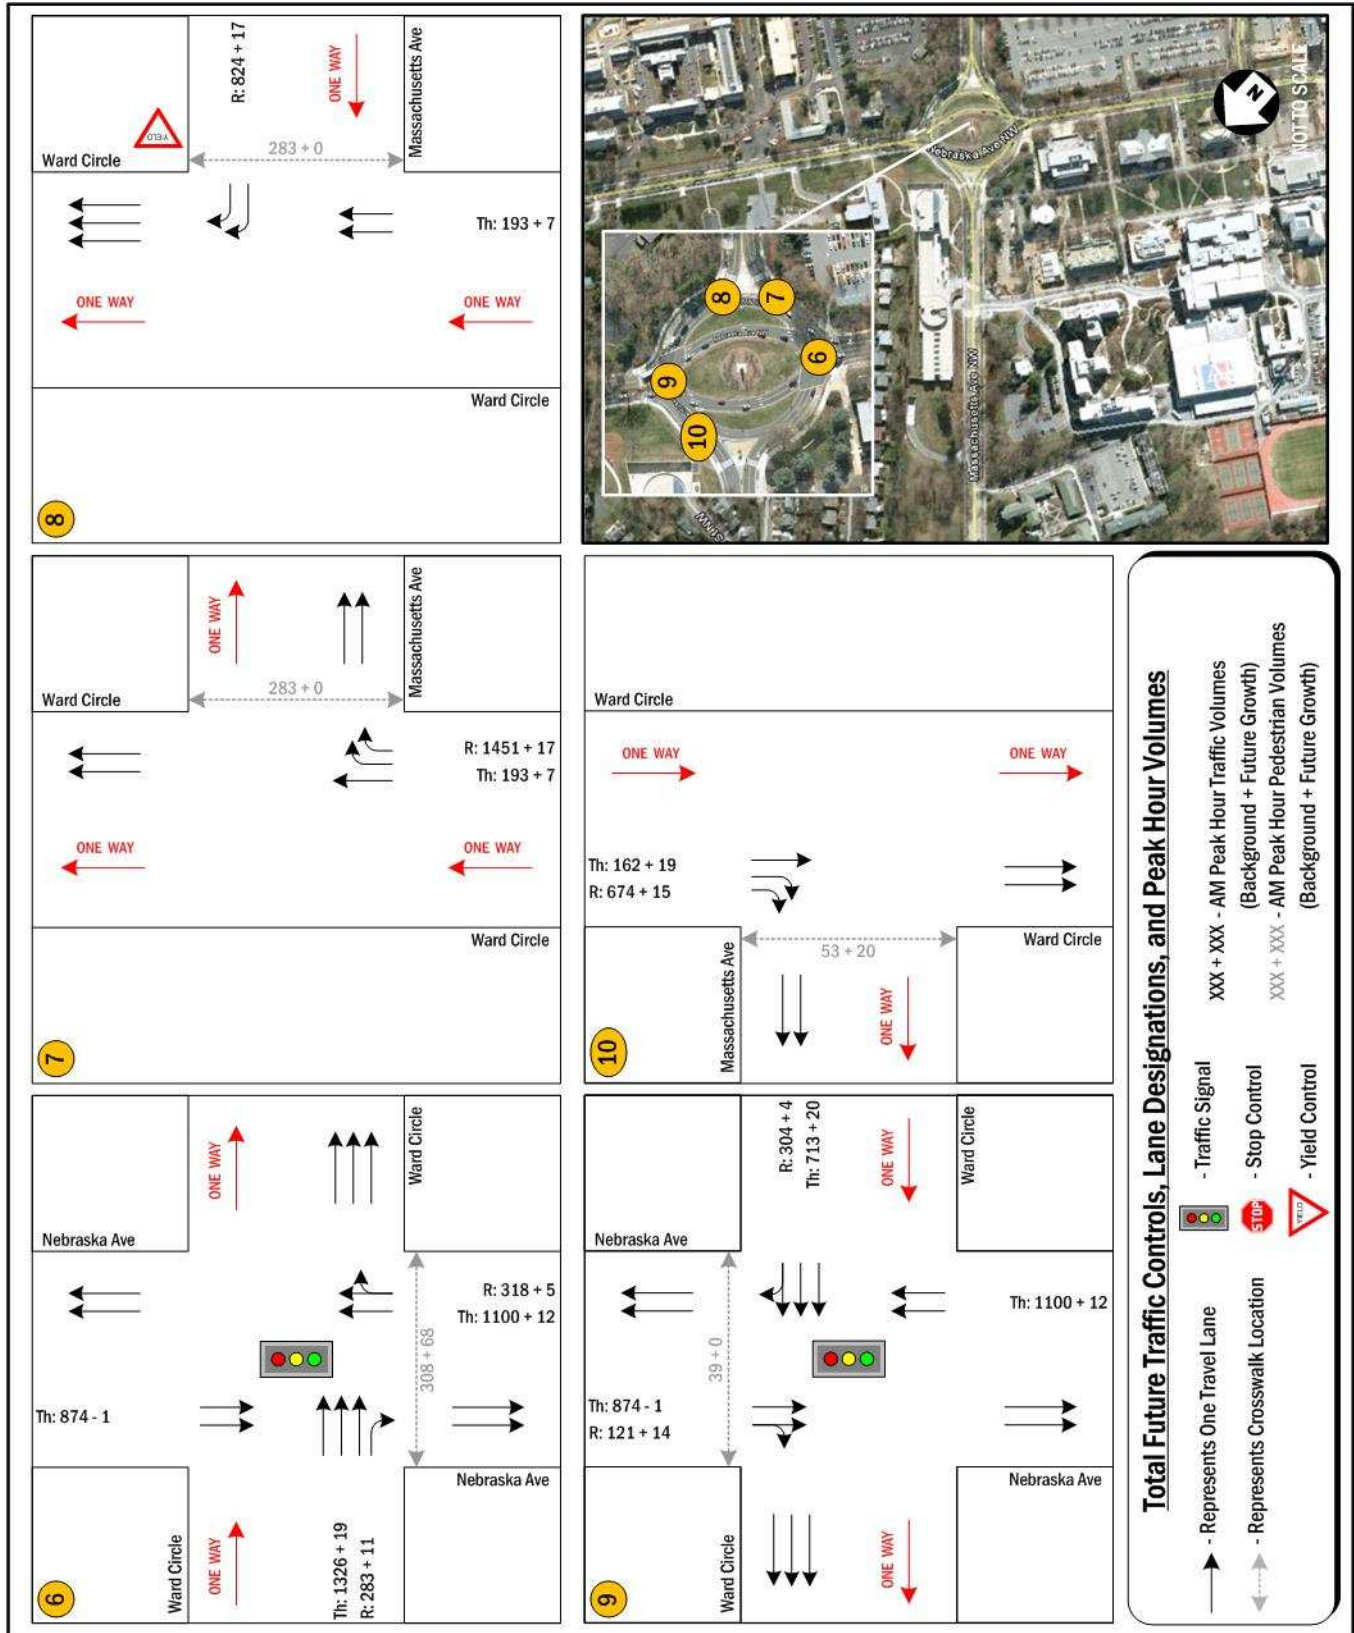 6
Ward Circle
ONE WAY
Th: 1326 + 19
R: 283 + 11
Nebraska Ave
Th: 874 - 1
308 + 68
R: 318 + 5
Th: 1100 + 12
Nebraska Ave
ONE WAY
Ward Circle
7
Ward Circle
ONE WAY
ONE WAY
Ward Circle
R: 1451 + 17
Th: 193 + 7
283 + 0
ONE WAY
Massachusetts Ave
8
Ward Circle
ONE WAY
ONE WAY
Ward Circle
YIELD
Th: 193 + 7
283 + 0
R: 824 + 17
ONE WAY
Massachusetts Ave
9
Ward Circle
ONE WAY
Nebraska Ave
Th: 874 - 1
R: 121 + 14
39 + 0
Th: 1100 + 12
Nebraska Ave
R: 304 + 4
Th: 713 + 20
ONE WAY
Ward Circle
10
Massachusetts Ave
ONE WAY
Ward Circle
53 + 20
Th: 162 + 19
R: 674 + 15
ONE WAY
ONE WAY
Ward Circle
10
9
8
7
6
Nebraska Ave NW
Massachusetts Ave NW
N
NOT TO SCALE
Total Future Traffic Controls, Lane Designations, and Peak Hour Volumes
- Represents One Travel Lane
- Represents Crosswalk Location
- Traffic Signal
STOP
- Stop Control
YIELD
- Yield Control
XXX + XXX - AM Peak Hour Traffic Volumes
(Background + Future Growth)
XXX + XXX - AM Peak Hour Pedestrian Volumes
(Background + Future Growth)